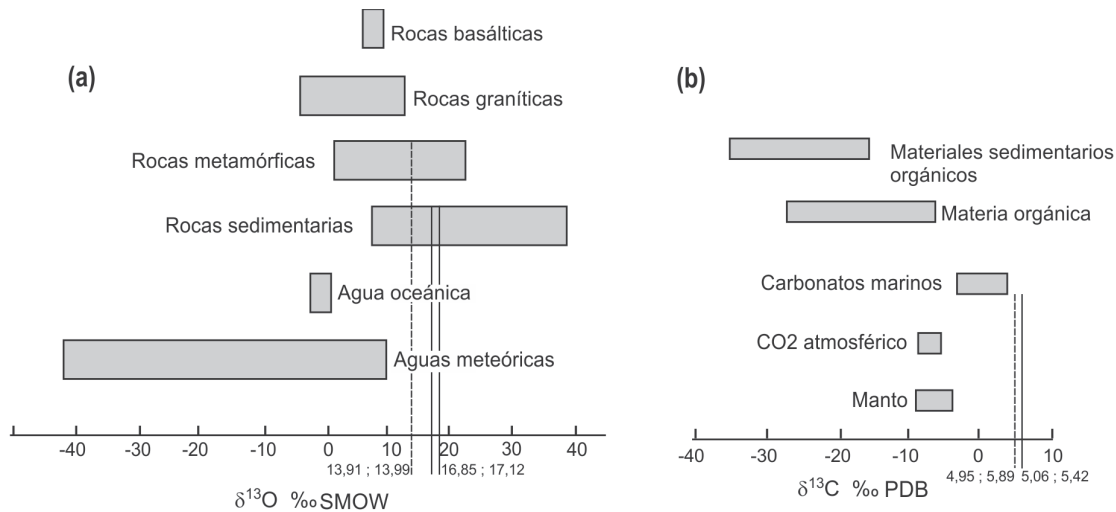 (a)
Rocas basálticas
Rocas graníticas
Rocas metamórficas
Rocas sedimentarias
Agua oceánica
Aguas meteóricas
-40 -30 -20 -10 0 10 20 30 40
13,91 ; 13,99 16,85 ; 17,12
δ¹³O ‰ SMOW
(b)
Materiales sedimentarios
orgánicos
Materia orgánica
Carbonatos marinos
CO2 atmosférico
Manto
-40 -30 -20 -10 0 10
4,95 ; 5,89 5,06 ; 5,42
δ¹³C ‰ PDB